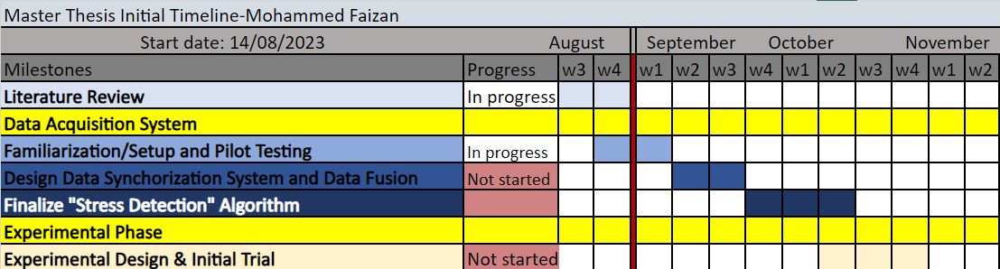 Master Thesis Initial Timeline-Mohammed Faizan
Start date: 14/08/2023 August September October November
Milestones Progress w3 w4 w1 w2 w3 w4 w1 w2 w3 w4 w1 w2
Literature Review In progress
Data Acquisition System
Familiarization/Setup and Pilot Testing In progress
Design Data Synchorization System and Data Fusion Not started
Finalize "Stress Detection" Algorithm
Experimental Phase
Experimental Design & Initial Trial Not started